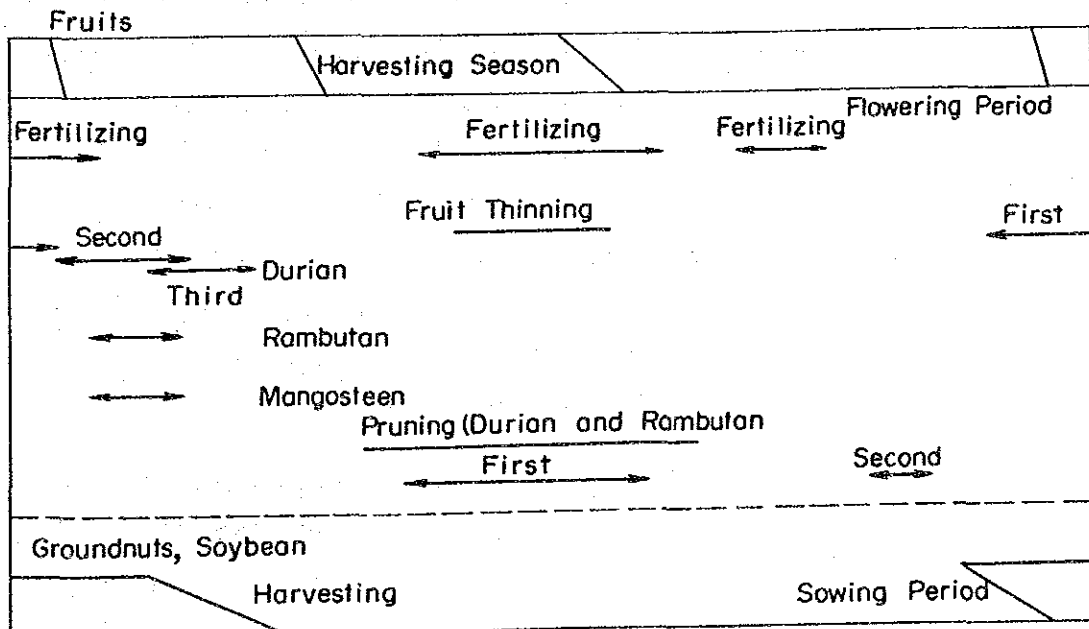 Fruits
Harvesting Season
Flowering Period
Fertilizing
Fertilizing
Fertilizing
Fruit Thinning
First
Second
Durian
Third
Rambutan
Mangosteen
Pruning (Durian and Rambutan
First
Second
Groundnuts, Soybean
Harvesting
Sowing Period